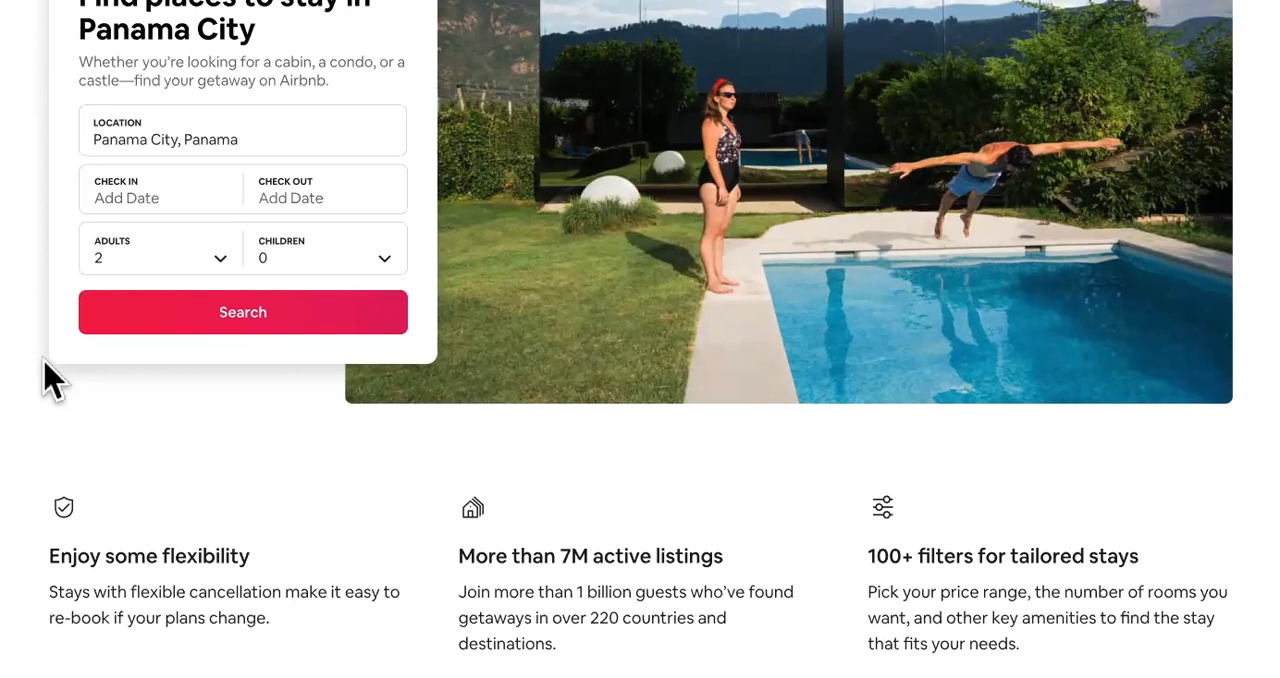 Find places to stay in
Panama City
Whether you're looking for a cabin, a condo, or a
castle—find your getaway on Airbnb.
LOCATION
Panama City, Panama
CHECK IN
Add Date
CHECK OUT
Add Date
ADULTS
2
CHILDREN
0
Search
Enjoy some flexibility
Stays with flexible cancellation make it easy to
re-book if your plans change.
More than 7M active listings
Join more than 1 billion guests who've found
getaways in over 220 countries and
destinations.
100+ filters for tailored stays
Pick your price range, the number of rooms you
want, and other key amenities to find the stay
that fits your needs.